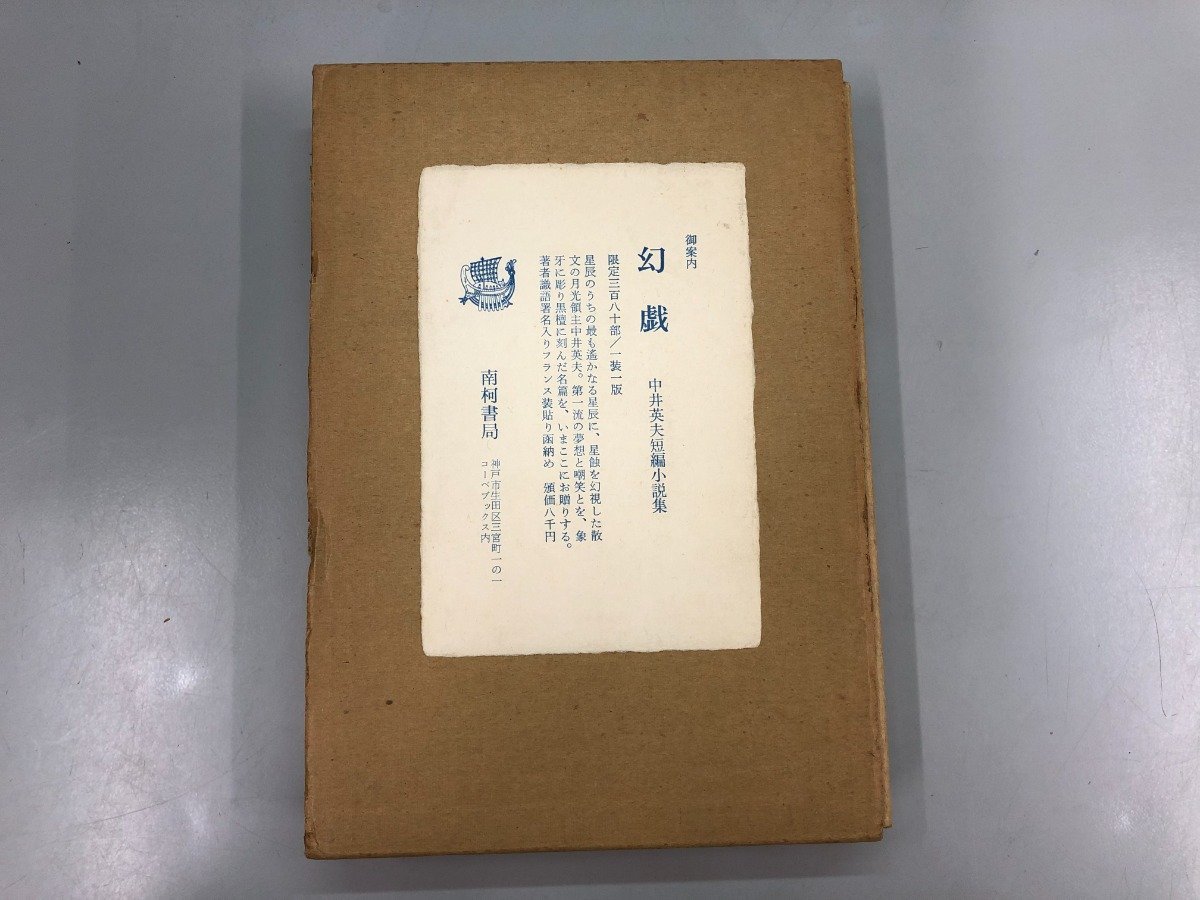 御案内
幻戯 中井英夫短編小説集
限定三百八十部/一装一版
星辰のうちの最も遙かなる星辰に、星蝕を幻視した散
文の月光領主中井英夫。第一流の夢想と嘲笑とを、象
牙に彫り黒檀に刻んだ名篇を、いまここにお贈りする。
著者識語署名入りフランス装貼り函納め 頒価八千円
南柯書局 神戸市生田区三宮町一の一
コーベブックス内